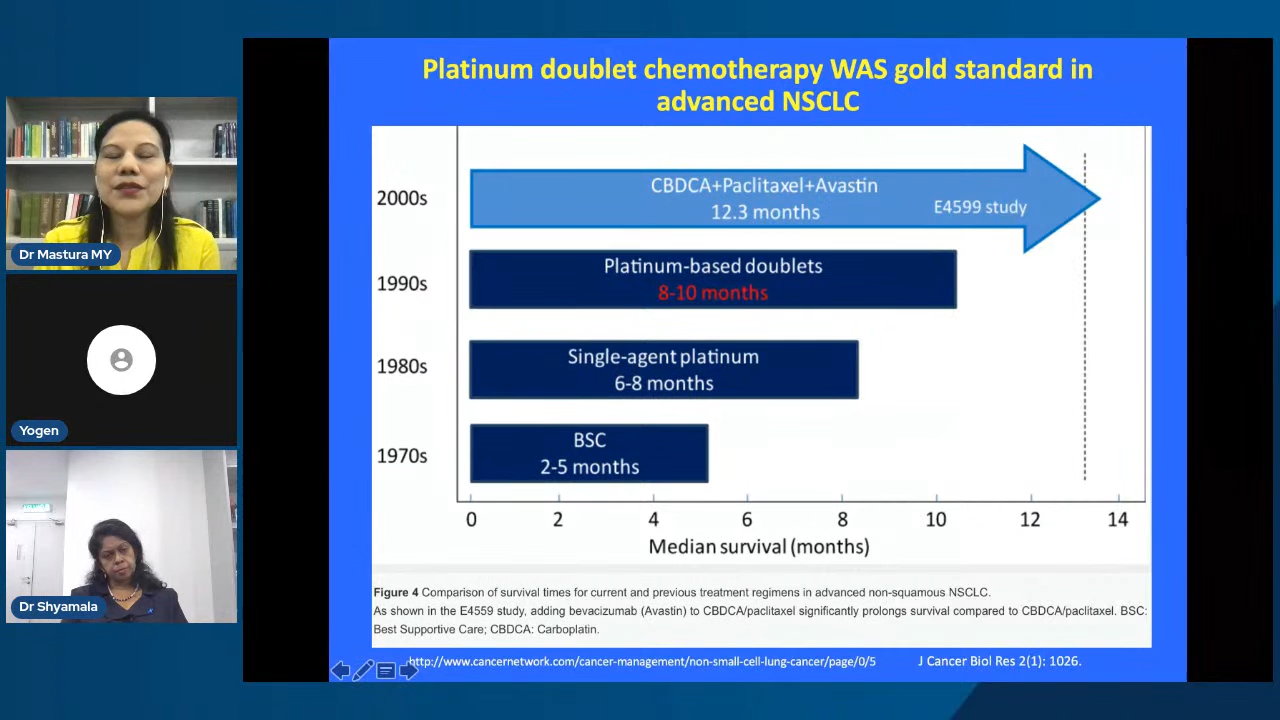 Platinum doublet chemotherapy WAS gold standard in
advanced NSCLC
2000s
CBDCA+Paclitaxel+Avastin
12.3 months
E4599 study
1990s
Platinum-based doublets
8-10 months
1980s
Single-agent platinum
6-8 months
1970s
BSC
2-5 months
0 2 4 6 8 10 12 14
Median survival (months)
Figure 4 Comparison of survival times for current and previous treatment regimens in advanced non-squamous NSCLC.
As shown in the E4559 study, adding bevacizumab (Avastin) to CBDCA/paclitaxel significantly prolongs survival compared to CBDCA/paclitaxel. BSC:
Best Supportive Care; CBDCA: Carboplatin.
http://www.cancernetwork.com/cancer-management/non-small-cell-lung-cancer/page/0/5
J Cancer Biol Res 2(1): 1026.
Dr Mastura MY
Yogen
Dr Shyamala